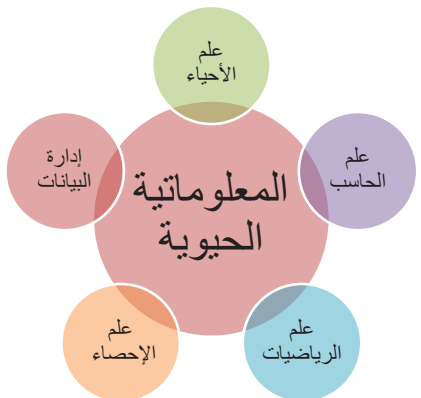 علم
الأحياء
علم
الحاسب
إدارة
البيانات
المعلوماتية
الحيوية
علم
الرياضيات
علم
الإحصاء